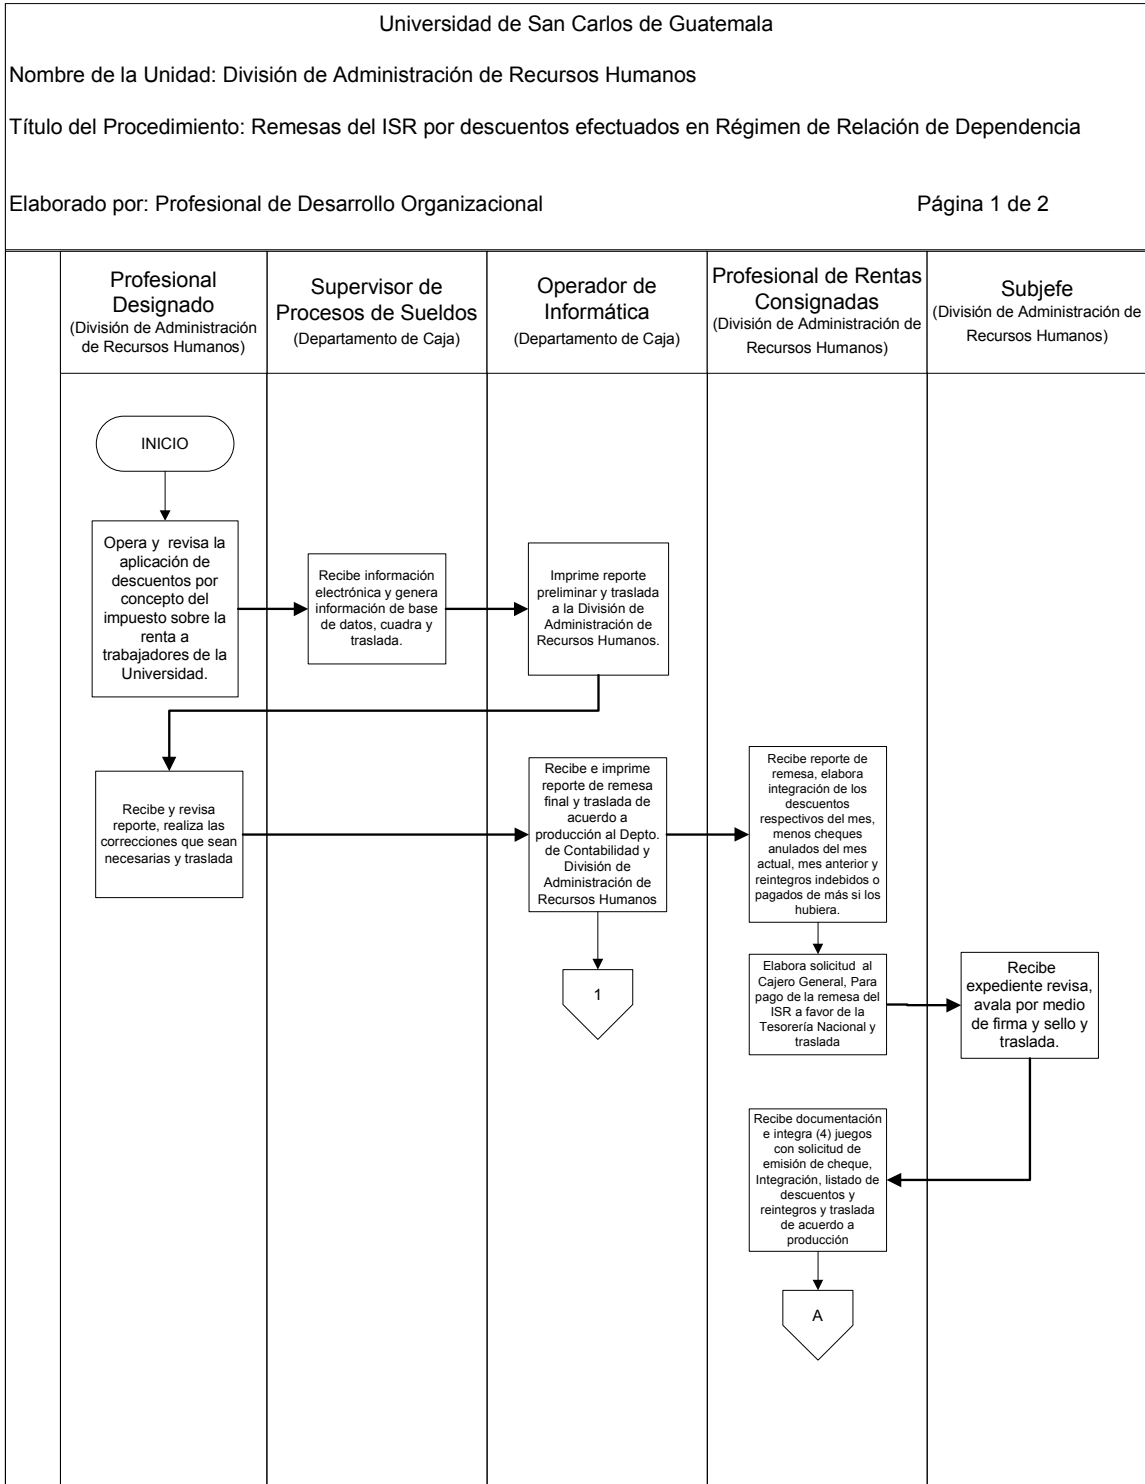 Universidad de San Carlos de Guatemala
Nombre de la Unidad: División de Administración de Recursos Humanos
Título del Procedimiento: Remesas del ISR por descuentos efectuados en Régimen de Relación de Dependencia
Elaborado por: Profesional de Desarrollo Organizacional
Página 1 de 2
Profesional
Designado
(División de Administración
de Recursos Humanos)
Supervisor de
Procesos de Sueldos
(Departamento de Caja)
Operador de
Informática
(Departamento de Caja)
Profesional de Rentas
Consignadas
(División de Administración de
Recursos Humanos)
Subjefe
(División de Administración de
Recursos Humanos)
INICIO
Opera y revisa la
aplicación de
descuentos por
concepto del
impuesto sobre la
renta a
trabajadores de la
Universidad.
Recibe información
electrónica y genera
información de base
de datos, cuadra y
traslada.
Imprime reporte
preliminar y traslada
a la División de
Administración de
Recursos Humanos.
Recibe y revisa
reporte, realiza las
correcciones que sean
necesarias y traslada
Recibe e imprime
reporte de remesa
final y traslada de
acuerdo a
producción al Depto.
de Contabilidad y
División de
Administración de
Recursos Humanos
Recibe reporte de
remesa, elabora
integración de los
descuentos
respectivos del mes,
menos cheques
anulados del mes
actual, mes anterior y
reintegros indebidos o
pagados de más si los
hubiera.
1
Elabora solicitud al
Cajero General, Para
pago de la remesa del
ISR a favor de la
Tesorería Nacional y
traslada
Recibe
expediente revisa,
avala por medio
de firma y sello y
traslada.
Recibe documentación
e integra (4) juegos
con solicitud de
emisión de cheque,
Integración, listado de
descuentos y
reintegros y traslada
de acuerdo a
producción
A